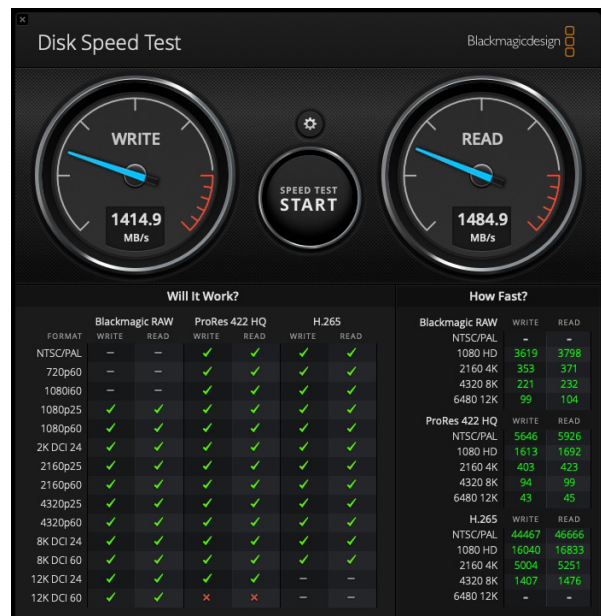 Disk Speed Test
Blackmagicdesign
WRITE
1414.9
MB/s
SPEED TEST
START
READ
1484.9
MB/s
Will It Work?
Blackmagic RAW ProRes 422 HQ H.265
FORMAT WRITE READ WRITE READ WRITE READ
NTSC/PAL – – ✓ ✓ ✓ ✓
720p60 – – ✓ ✓ ✓ ✓
1080i60 – – ✓ ✓ ✓ ✓
1080p25 ✓ ✓ ✓ ✓ ✓ ✓
1080p60 ✓ ✓ ✓ ✓ ✓ ✓
2K DCI 24 ✓ ✓ ✓ ✓ ✓ ✓
2160p25 ✓ ✓ ✓ ✓ ✓ ✓
2160p60 ✓ ✓ ✓ ✓ ✓ ✓
4320p25 ✓ ✓ ✓ ✓ ✓ ✓
4320p60 ✓ ✓ ✓ ✓ ✓ ✓
8K DCI 24 ✓ ✓ ✓ ✓ ✓ ✓
8K DCI 60 ✓ ✓ ✓ ✓ ✓ ✓
12K DCI 24 ✓ ✓ ✓ ✓ – –
12K DCI 60 ✓ ✓ × × – –
How Fast?
Blackmagic RAW WRITE READ
NTSC/PAL - -
1080 HD 3619 3798
2160 4K 353 371
4320 8K 221 232
6480 12K 99 104
ProRes 422 HQ WRITE READ
NTSC/PAL 5646 5926
1080 HD 1613 1692
2160 4K 403 423
4320 8K 94 99
6480 12K 43 45
H.265 WRITE READ
NTSC/PAL 44467 46666
1080 HD 16040 16833
2160 4K 5004 5251
4320 8K 1407 1476
6480 12K - -